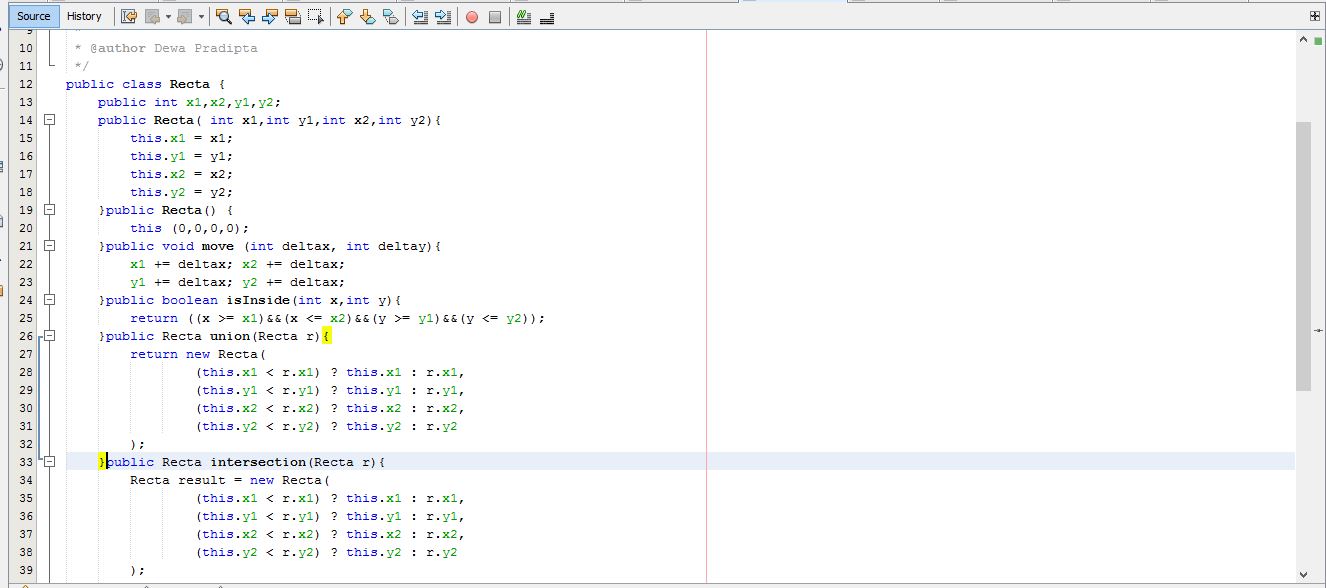 Source History
9 *
10 * @author Dewa Pradipta
11 */
12 public class Recta {
13 public int x1,x2,y1,y2;
14 public Recta( int x1,int y1,int x2,int y2){
15 this.x1 = x1;
16 this.y1 = y1;
17 this.x2 = x2;
18 this.y2 = y2;
19 }public Recta() {
20 this (0,0,0,0);
21 }public void move (int deltax, int deltay){
22 x1 += deltax; x2 += deltax;
23 y1 += deltax; y2 += deltax;
24 }public boolean isInside(int x,int y){
25 return ((x >= x1)&&(x <= x2)&&(y >= y1)&&(y <= y2));
26 }public Recta union(Recta r){
27 return new Recta(
28 (this.x1 < r.x1) ? this.x1 : r.x1,
29 (this.y1 < r.y1) ? this.y1 : r.y1,
30 (this.x2 < r.x2) ? this.x2 : r.x2,
31 (this.y2 < r.y2) ? this.y2 : r.y2
32 );
33 }public Recta intersection(Recta r){
34 Recta result = new Recta(
35 (this.x1 < r.x1) ? this.x1 : r.x1,
36 (this.y1 < r.y1) ? this.y1 : r.y1,
37 (this.x2 < r.x2) ? this.x2 : r.x2,
38 (this.y2 < r.y2) ? this.y2 : r.y2
39 );